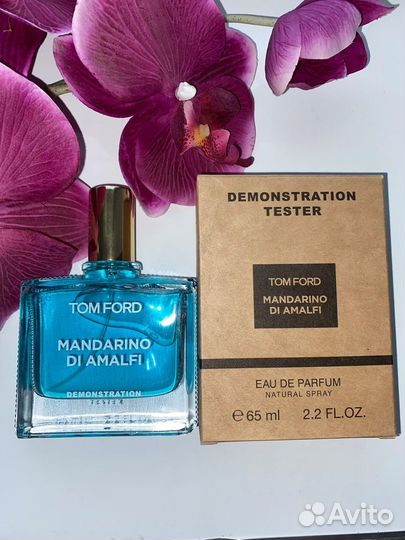 TOM FORD
MANDARINO
DI AMALFI
DEMONSTRATION
TESTER
DEMONSTRATION
TESTER
TOM FORD
MANDARINO
DI AMALFI
EAU DE PARFUM
NATURAL SPRAY
℮ 65 ml 2.2 FL.OZ.
Avito